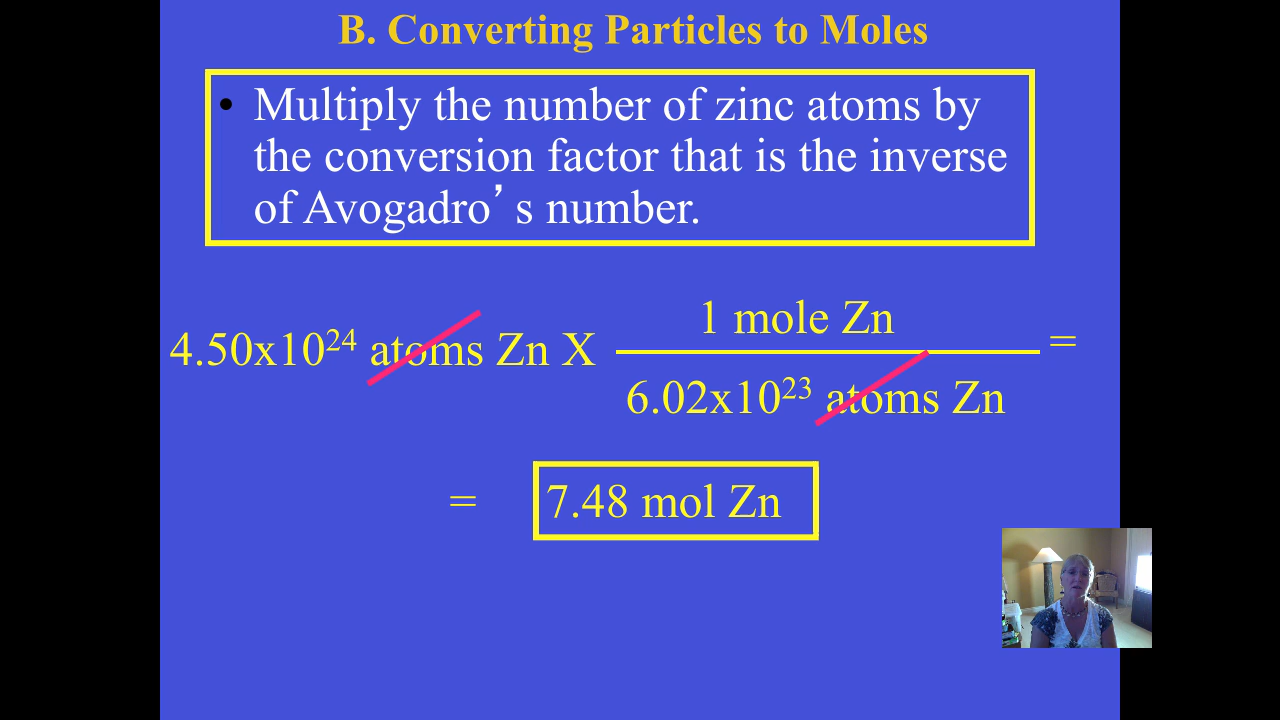 B. Converting Particles to Moles
• Multiply the number of zinc atoms by
the conversion factor that is the inverse
of Avogadro’s number.
1 mole Zn
4.50x10²⁴ atoms Zn X =
6.02x10²³ atoms Zn
= 7.48 mol Zn